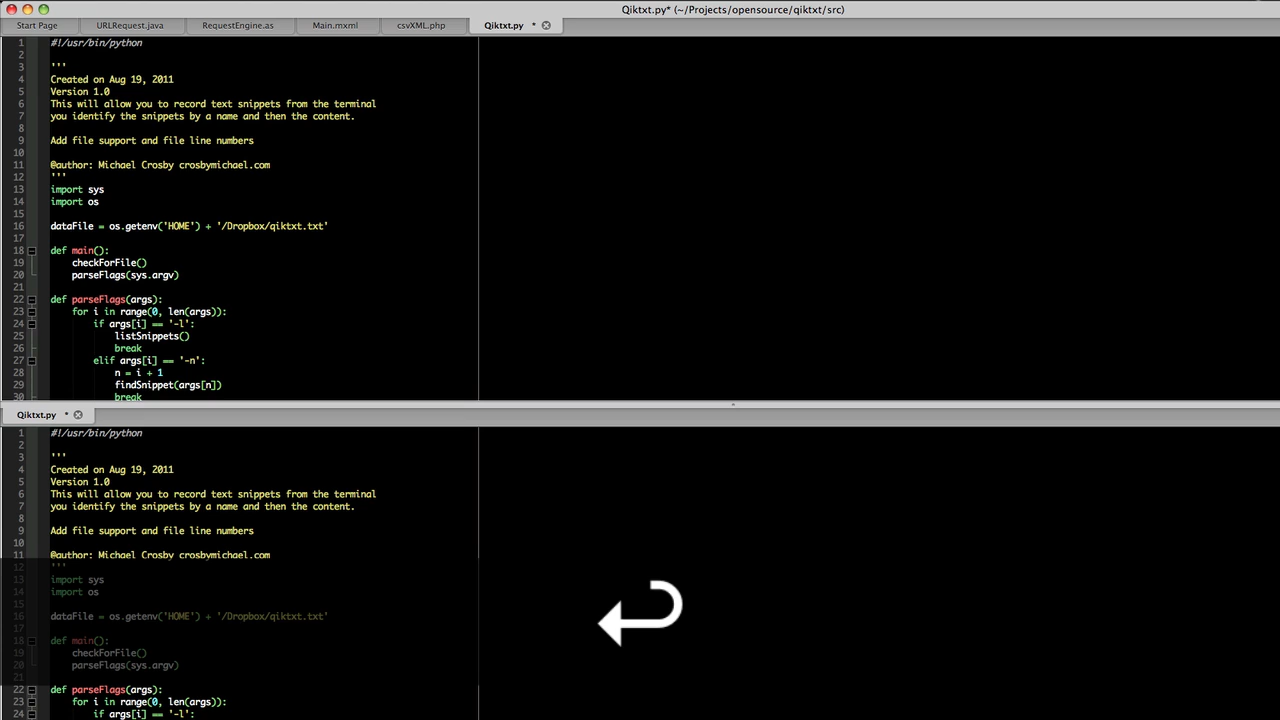 Qiktxt.py* (~/Projects/opensource/qiktxt/src)
Start Page URLRequest.java RequestEngine.as Main.mxml csvXML.php Qiktxt.py *
1 #!/usr/bin/python
2
3 '''
4 Created on Aug 19, 2011
5 Version 1.0
6 This will allow you to record text snippets from the terminal
7 you identify the snippets by a name and then the content.
8
9 Add file support and file line numbers
10
11 @author: Michael Crosby crosbymichael.com
12 '''
13 import sys
14 import os
15
16 dataFile = os.getenv('HOME') + '/Dropbox/qiktxt.txt'
17
18 def main():
19 checkForFile()
20 parseFlags(sys.argv)
21
22 def parseFlags(args):
23 for i in range(0, len(args)):
24 if args[i] == '-l':
25 listSnippets()
26 break
27 elif args[i] == '-n':
28 n = i + 1
29 findSnippet(args[n])
30 break
Qiktxt.py *
1 #!/usr/bin/python
2
3 '''
4 Created on Aug 19, 2011
5 Version 1.0
6 This will allow you to record text snippets from the terminal
7 you identify the snippets by a name and then the content.
8
9 Add file support and file line numbers
10
11 @author: Michael Crosby crosbymichael.com
12 '''
13 import sys
14 import os
15
16 dataFile = os.getenv('HOME') + '/Dropbox/qiktxt.txt'
17
18 def main():
19 checkForFile()
20 parseFlags(sys.argv)
21
22 def parseFlags(args):
23 for i in range(0, len(args)):
24 if args[i] == '-l':